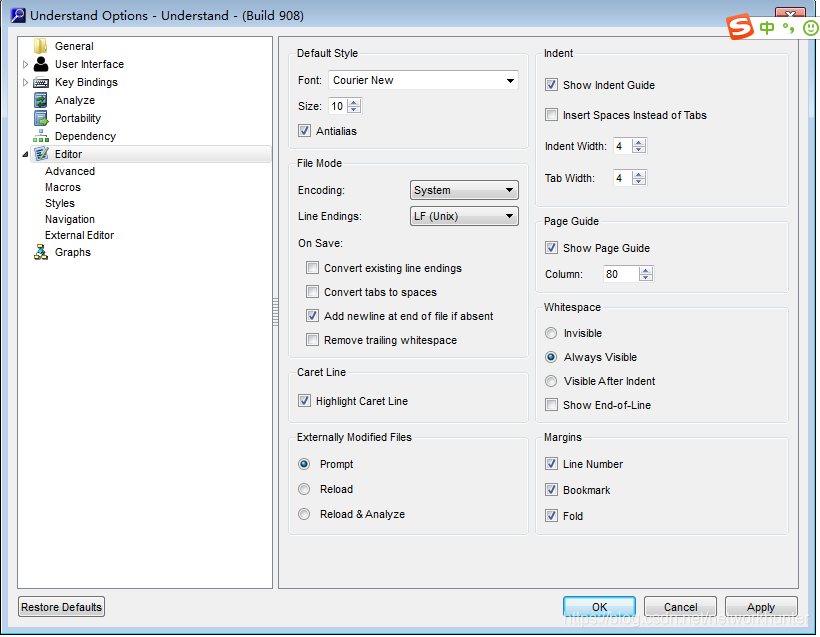 Understand Options - Understand - (Build 908)
S 中
General
User Interface
Key Bindings
Analyze
Portability
Dependency
Editor
Advanced
Macros
Styles
Navigation
External Editor
Graphs
Default Style
Font: Courier New
Size: 10
Antialias
File Mode
Encoding: System
Line Endings: LF (Unix)
On Save:
Convert existing line endings
Convert tabs to spaces
Add newline at end of file if absent
Remove trailing whitespace
Caret Line
Highlight Caret Line
Externally Modified Files
Prompt
Reload
Reload & Analyze
Indent
Show Indent Guide
Insert Spaces Instead of Tabs
Indent Width: 4
Tab Width: 4
Page Guide
Show Page Guide
Column: 80
Whitespace
Invisible
Always Visible
Visible After Indent
Show End-of-Line
Margins
Line Number
Bookmark
Fold
Restore Defaults
OK
Cancel
Apply
https://blog.csdn.net/networkhunter